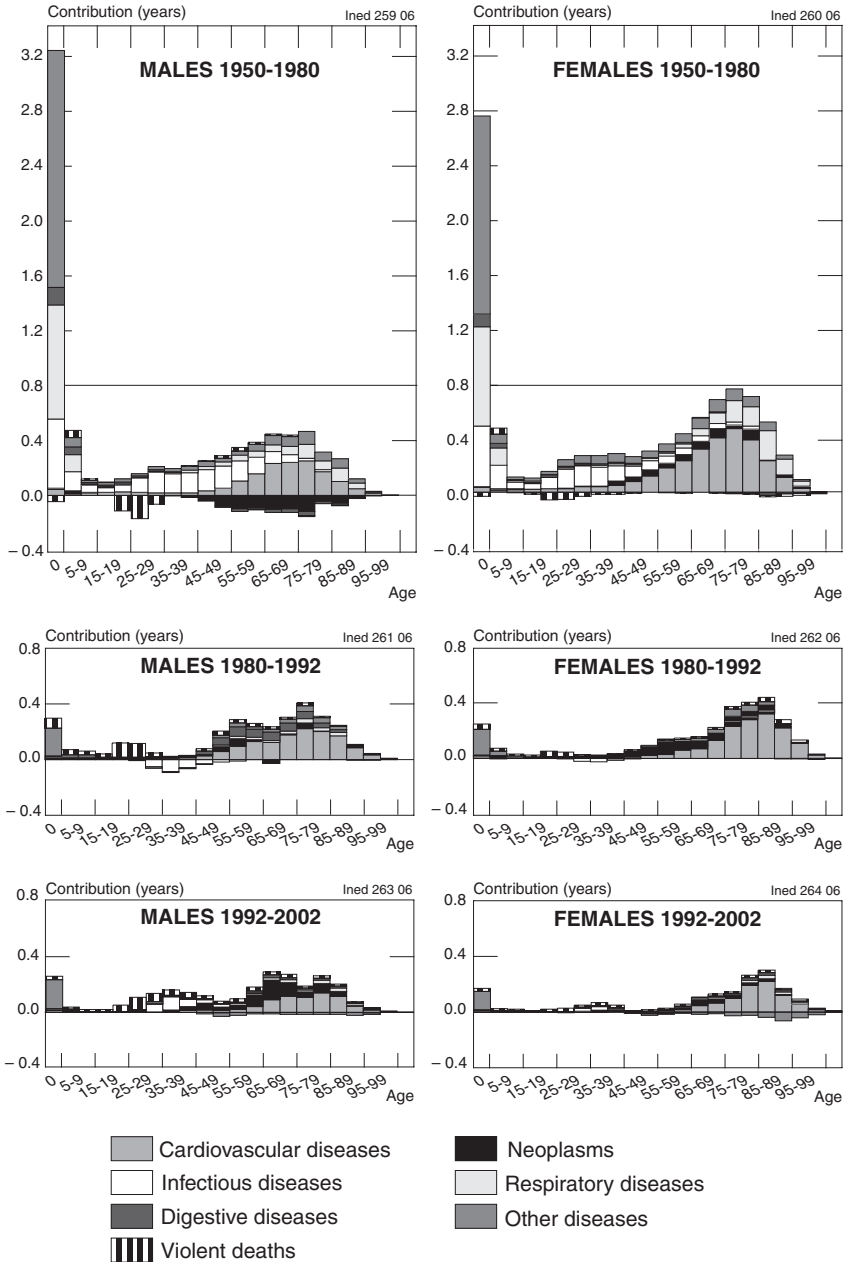 Contribution (years) Ined 259 06
MALES 1950-1980
3.2
2.8
2.4
2.0
1.6
1.2
0.8
0.4
0.0
– 0.4
0 5-9 15-19 25-29 35-39 45-49 55-59 65-69 75-79 85-89 95-99
Age
Contribution (years) Ined 260 06
FEMALES 1950-1980
3.2
2.8
2.4
2.0
1.6
1.2
0.8
0.4
0.0
– 0.4
0 5-9 15-19 25-29 35-39 45-49 55-59 65-69 75-79 85-89 95-99
Age
Contribution (years) Ined 261 06
0.8
MALES 1980-1992
0.4
0.0
– 0.4
0 5-9 15-19 25-29 35-39 45-49 55-59 65-69 75-79 85-89 95-99
Age
Contribution (years) Ined 262 06
0.8
FEMALES 1980-1992
0.4
0.0
– 0.4
0 5-9 15-19 25-29 35-39 45-49 55-59 65-69 75-79 85-89 95-99
Age
Contribution (years) Ined 263 06
0.8
MALES 1992-2002
0.4
0.0
– 0.4
0 5-9 15-19 25-29 35-39 45-49 55-59 65-69 75-79 85-89 95-99
Age
Contribution (years) Ined 264 06
0.8
FEMALES 1992-2002
0.4
0.0
– 0.4
0 5-9 15-19 25-29 35-39 45-49 55-59 65-69 75-79 85-89 95-99
Age
Cardiovascular diseases
Infectious diseases
Digestive diseases
Violent deaths
Neoplasms
Respiratory diseases
Other diseases